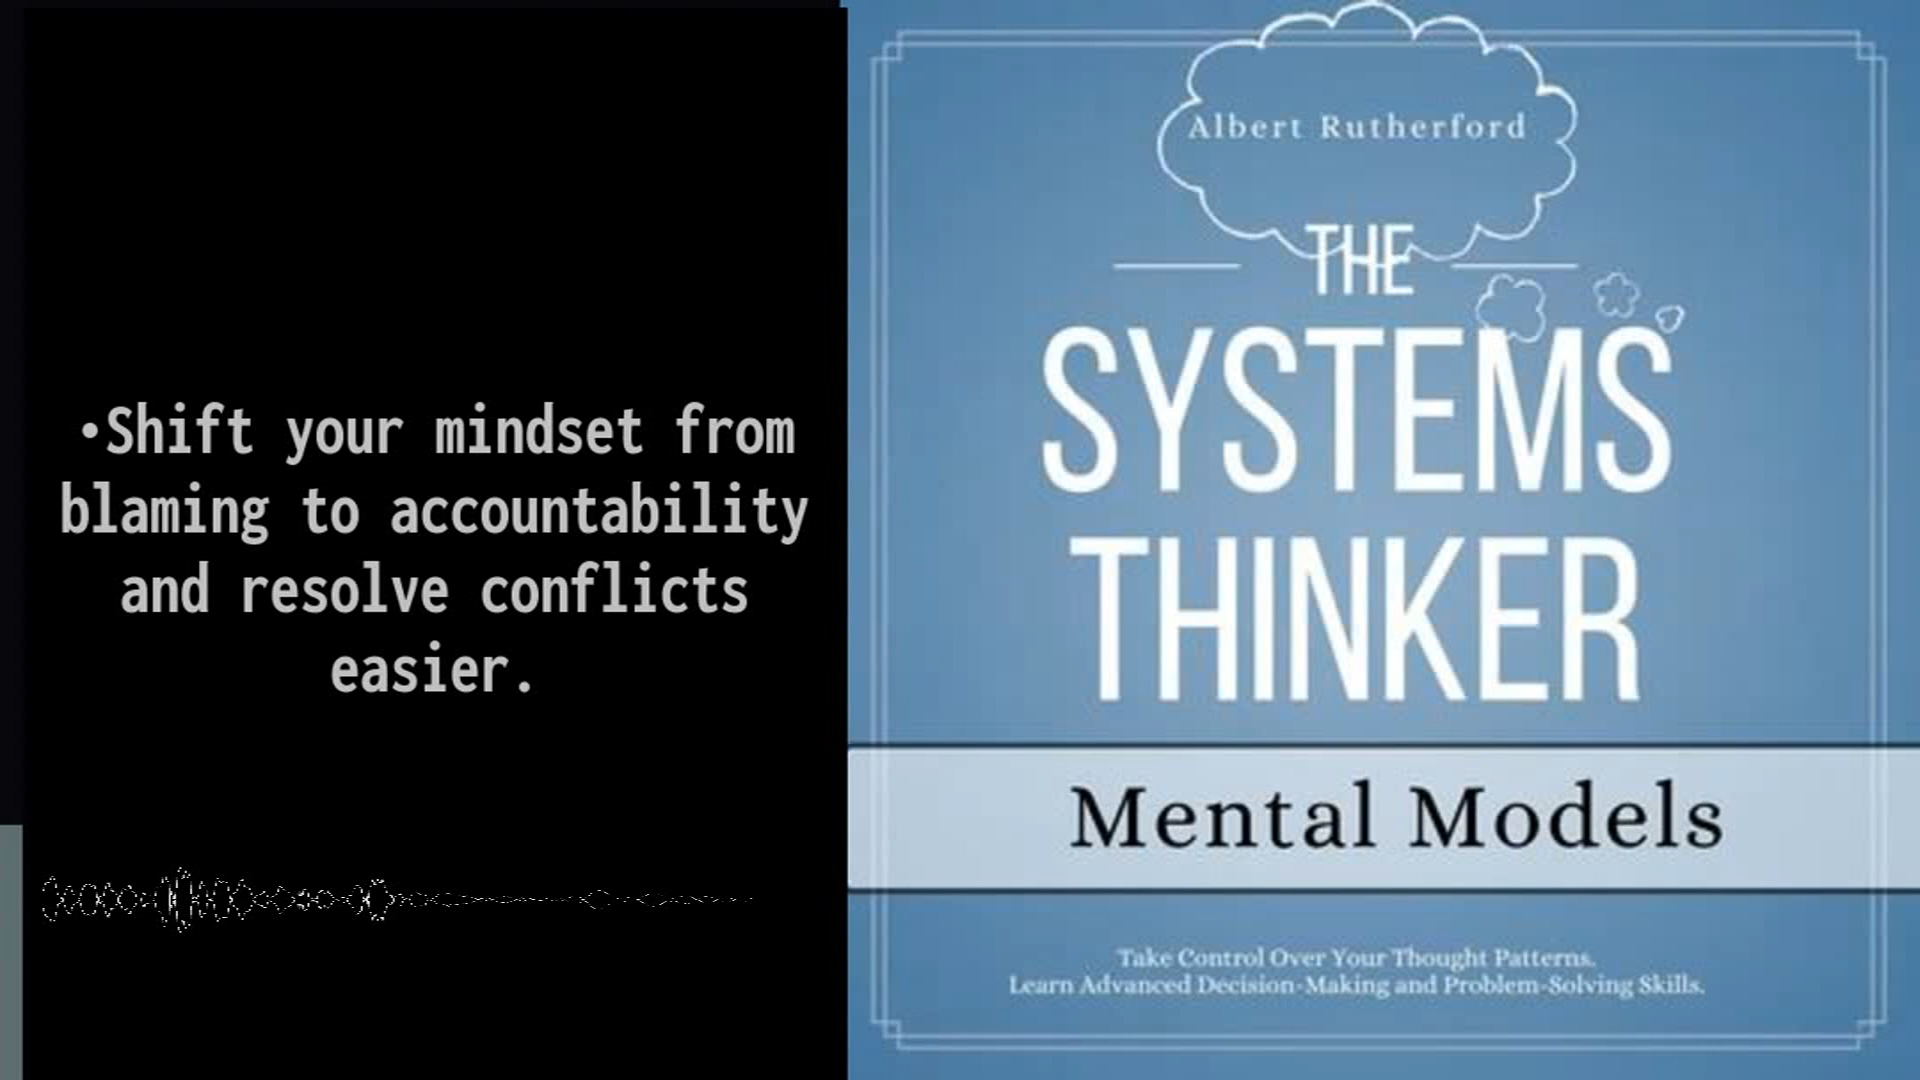 •Shift your mindset from
blaming to accountability
and resolve conflicts
easier.
Albert Rutherford
THE
SYSTEMS
THINKER
Mental Models
Take Control Over Your Thought Patterns.
Learn Advanced Decision-Making and Problem-Solving Skills.